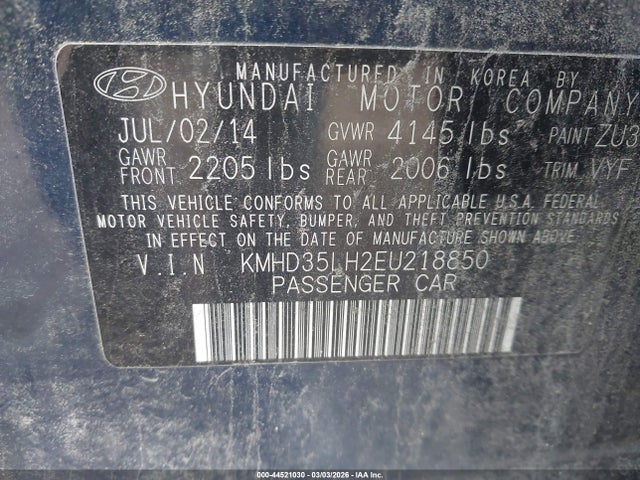 MANUFACTURED IN KOREA BY
HYUNDAI MOTOR COMPANY
JUL/02/14 GVWR 4145 lbs PAINT ZU3
GAWR FRONT 2205 lbs GAWR REAR 2006 lbs TRIM VYF
THIS VEHICLE CONFORMS TO ALL APPLICABLE U.S.A. FEDERAL
MOTOR VEHICLE SAFETY, BUMPER, AND THEFT PREVENTION STANDARDS
IN EFFECT ON THE DATE OF MANUFACTURE SHOWN ABOVE.
V.I.N KMHD35LH2EU218850
PASSENGER CAR
000-44521030 - 03/03/2026 - IAA Inc.